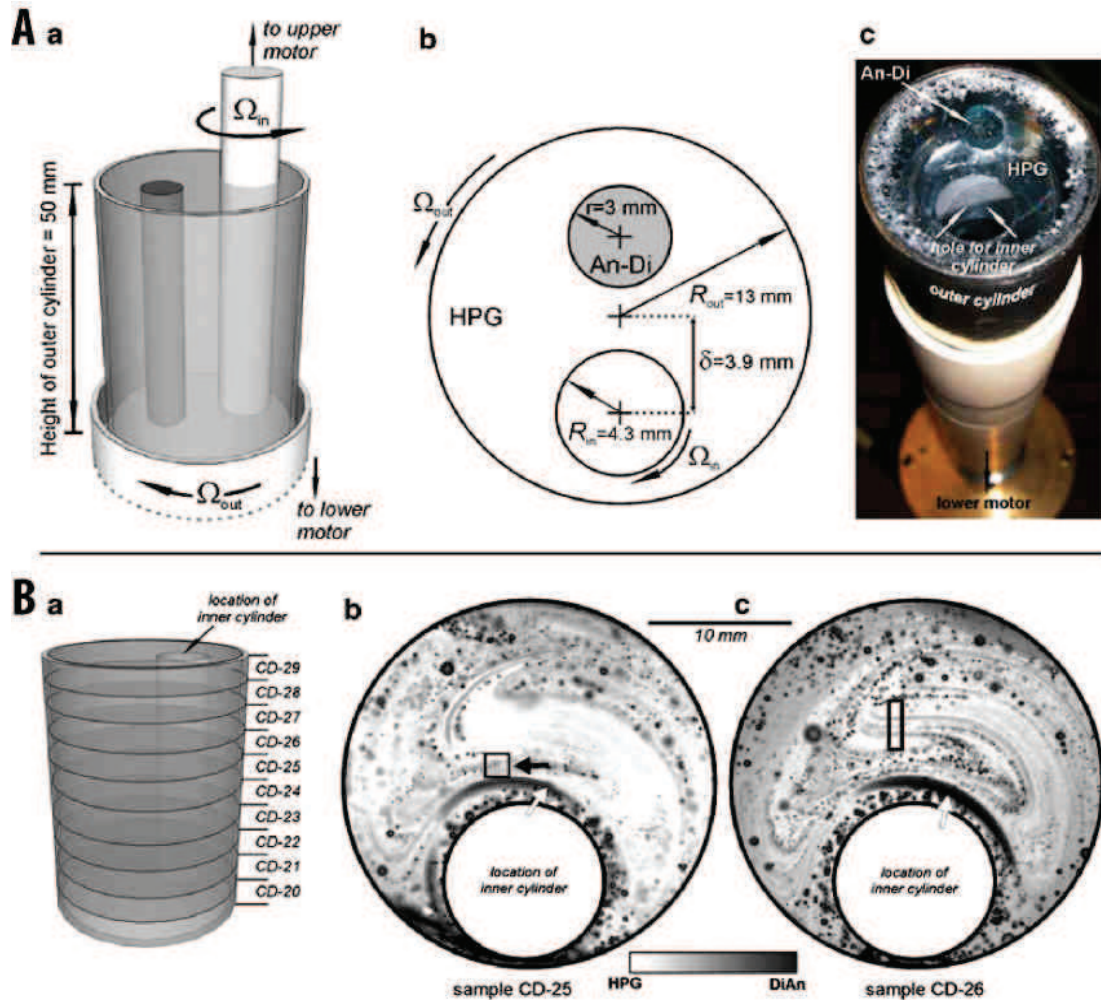 A
a
to upper
motor
Ωin
Height of outer cylinder = 50 mm
Ωout
to lower
motor
b
Ωout
r=3 mm
An-Di
HPG
Rout=13 mm
δ=3.9 mm
Rin=4.3 mm
Ωin
c
An-Di
HPG
hole for inner
cylinder
outer cylinder
lower motor
B
a
location of
inner cylinder
CD-29
CD-28
CD-27
CD-26
CD-25
CD-24
CD-23
CD-22
CD-21
CD-20
b
location of
inner cylinder
sample CD-25
10 mm
HPG
DiAn
c
location of
inner cylinder
sample CD-26